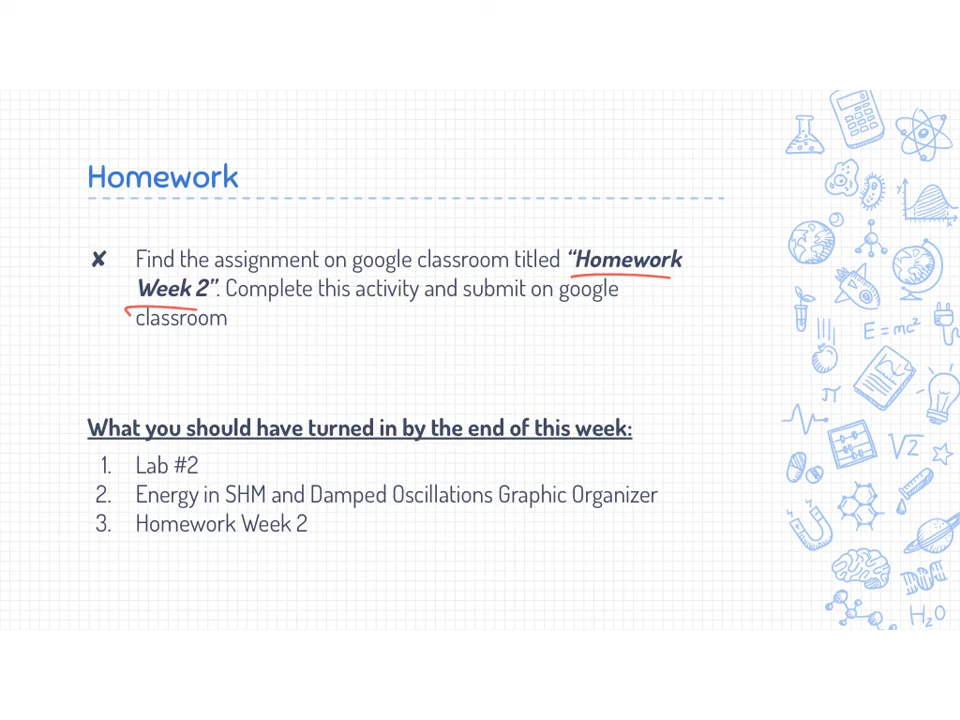 Homework
✘ Find the assignment on google classroom titled “Homework
Week 2”. Complete this activity and submit on google
classroom
What you should have turned in by the end of this week:
1. Lab #2
2. Energy in SHM and Damped Oscillations Graphic Organizer
3. Homework Week 2
y
x
E = mc²
π
√2
H₂O